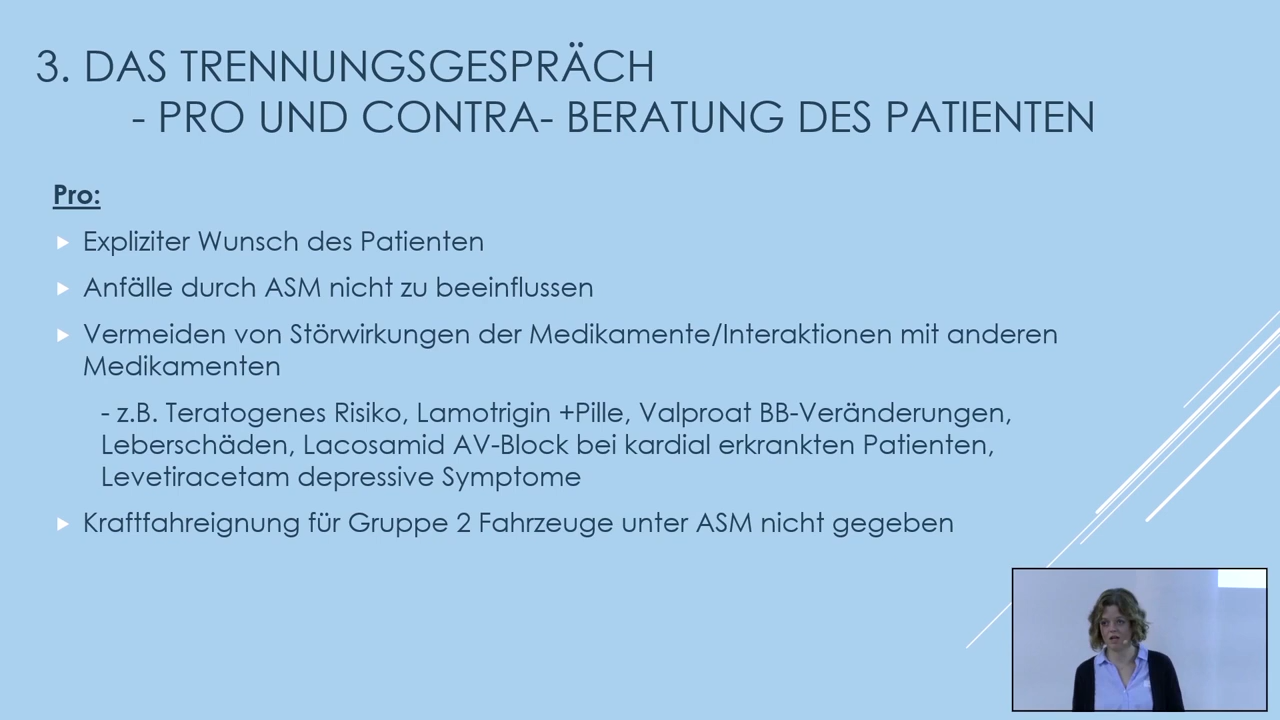 3. DAS TRENNUNGSGESPRÄCH
- PRO UND CONTRA- BERATUNG DES PATIENTEN
Pro:
Expliziter Wunsch des Patienten
Anfälle durch ASM nicht zu beeinflussen
Vermeiden von Störwirkungen der Medikamente/Interaktionen mit anderen
Medikamenten
- z.B. Teratogenes Risiko, Lamotrigin +Pille, Valproat BB-Veränderungen,
Leberschäden, Lacosamid AV-Block bei kardial erkrankten Patienten,
Levetiracetam depressive Symptome
Kraftfahreignung für Gruppe 2 Fahrzeuge unter ASM nicht gegeben